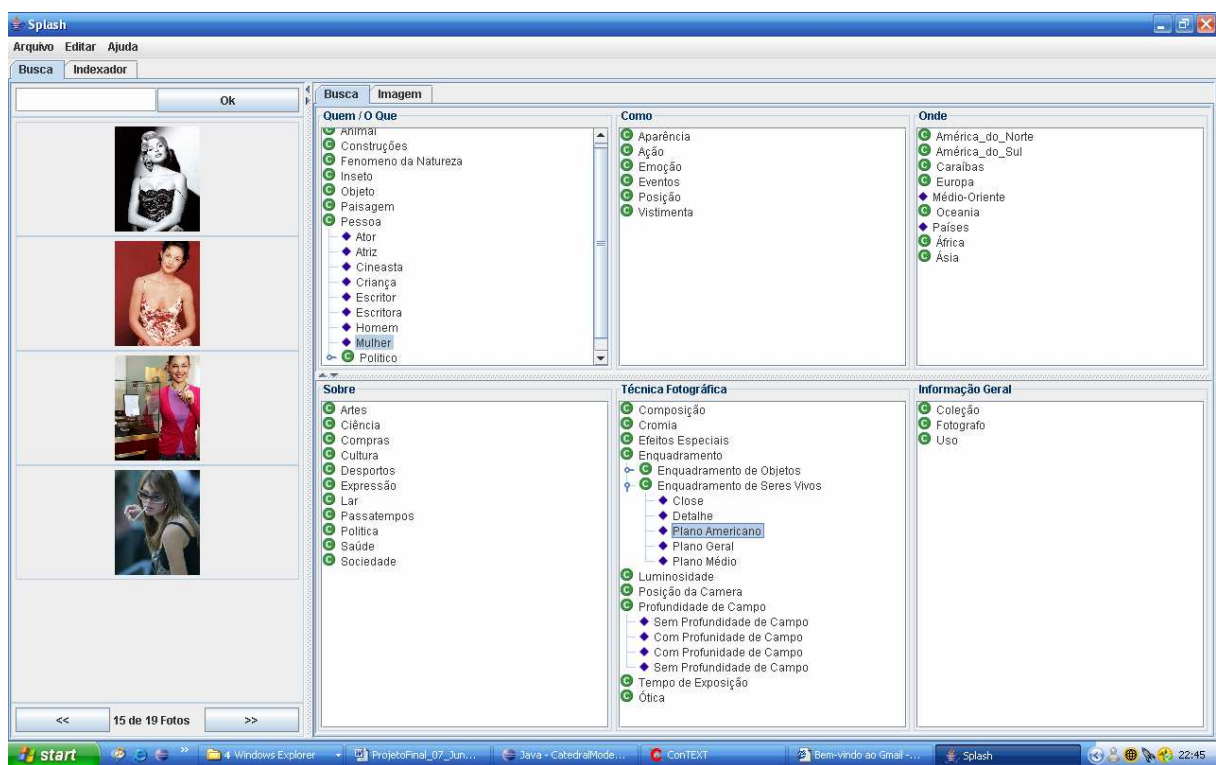 Splash
Arquivo Editar Ajuda
Busca Indexador
Ok
<< 15 de 19 Fotos >>
Busca Imagem
Quem / O Que
Animal
Construções
Fenomeno da Natureza
Inseto
Objeto
Paisagem
Pessoa
Ator
Atriz
Cineasta
Criança
Escritor
Escritora
Homem
Mulher
Politico
Como
Aparência
Ação
Emoção
Eventos
Posição
Vistimenta
Onde
América_do_Norte
América_do_Sul
Caraíbas
Europa
Médio-Oriente
Oceania
Países
África
Ásia
Sobre
Artes
Ciência
Compras
Cultura
Desportos
Expressão
Lar
Passatempos
Politica
Saúde
Sociedade
Técnica Fotográfica
Composição
Cromia
Efeitos Especiais
Enquadramento
Enquadramento de Objetos
Enquadramento de Seres Vivos
Close
Detalhe
Plano Americano
Plano Geral
Plano Médio
Luminosidade
Posição da Camera
Profundidade de Campo
Sem Profundidade de Campo
Com Profunidade de Campo
Com Profunidade de Campo
Sem Profundidade de Campo
Tempo de Exposição
Ótica
Informação Geral
Coleção
Fotografo
Uso
start 4 Windows Explorer ProjetoFinal_07_Jun... Java - CatedralMode... ConTEXT Bem-vindo ao Gmail -... Splash 22:45